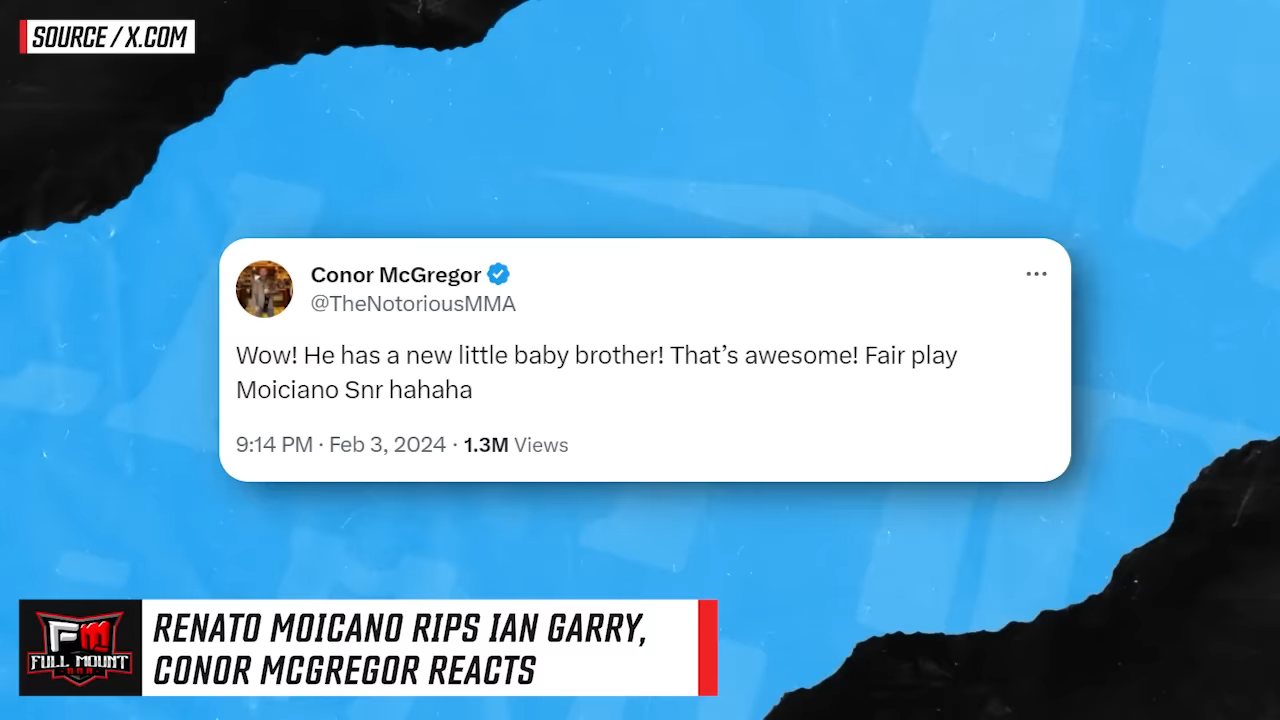 SOURCE / X.COM
Conor McGregor
@TheNotoriousMMA
Wow! He has a new little baby brother! That’s awesome! Fair play
Moiciano Snr hahaha
9:14 PM · Feb 3, 2024 · 1.3M Views
RENATO MOICANO RIPS IAN GARRY,
CONOR MCGREGOR REACTS
FM
FULL MOUNT
MMA